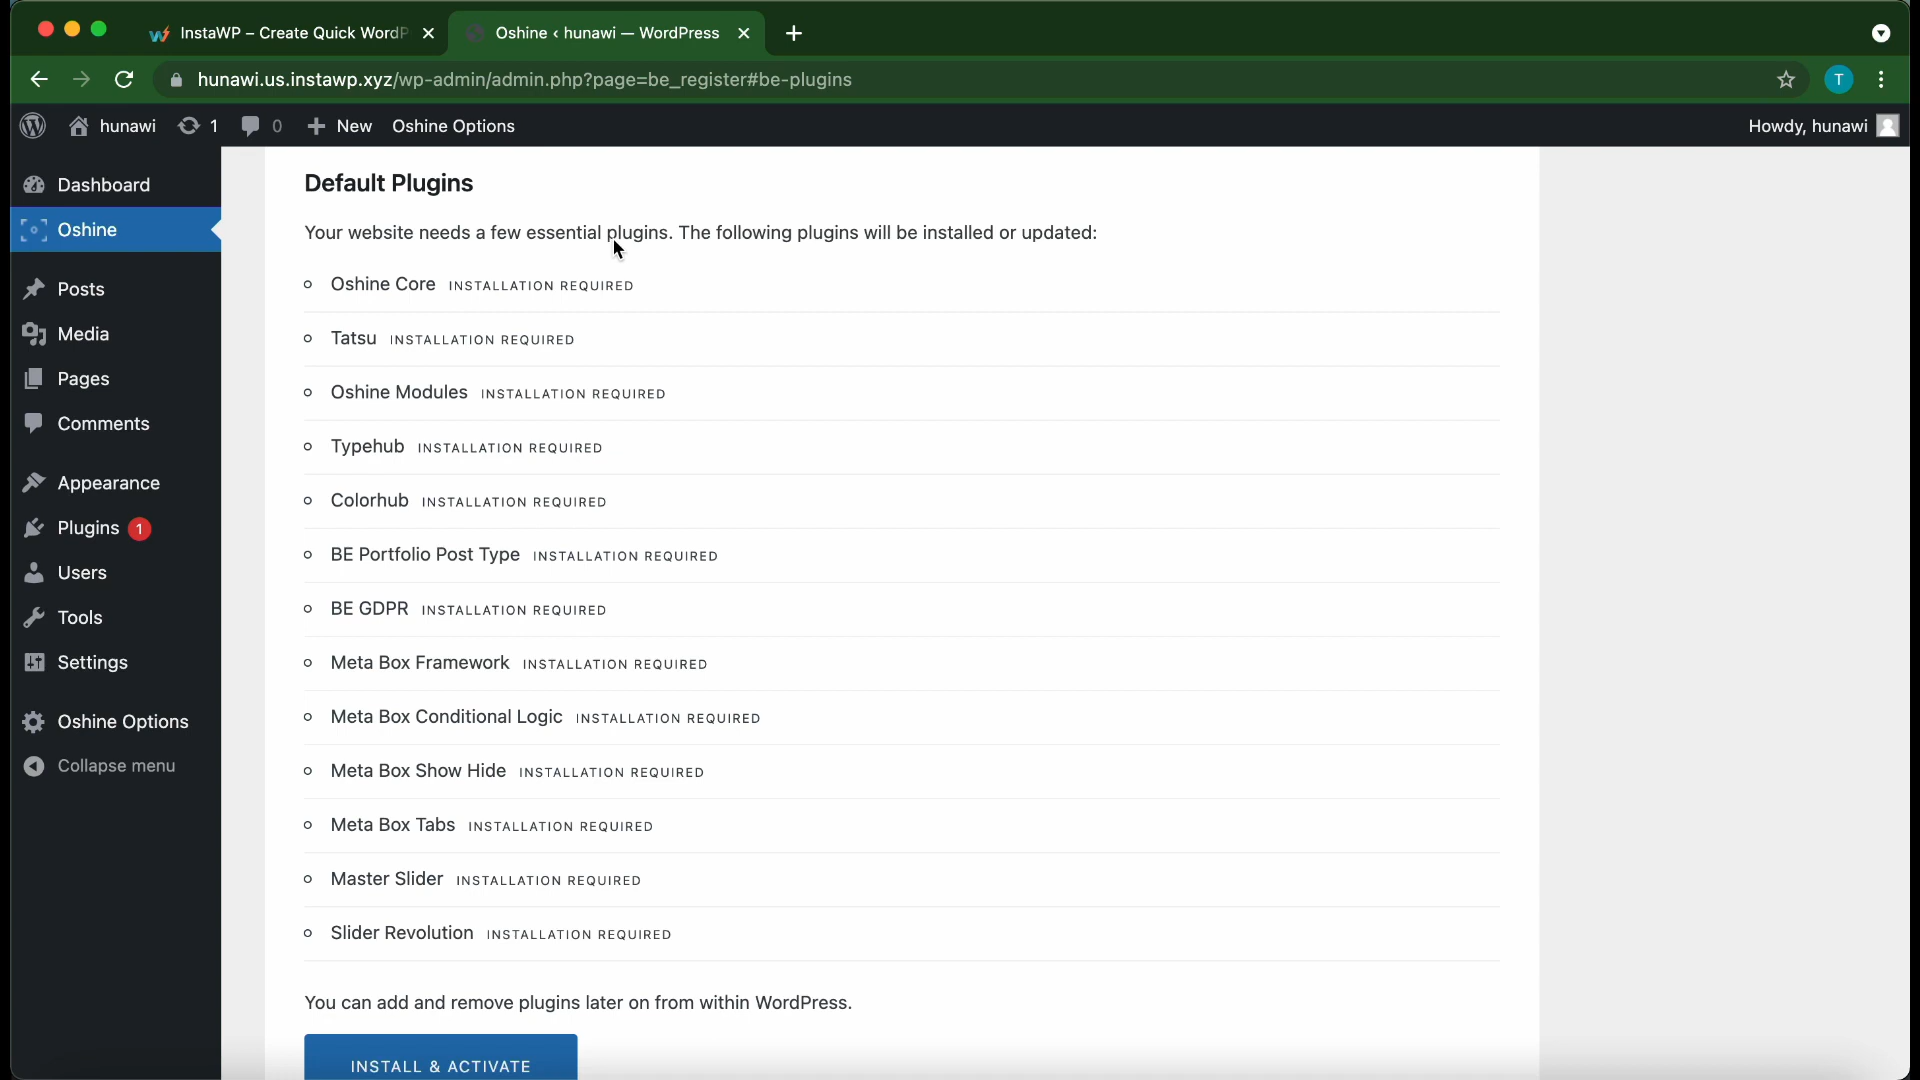 InstaWP – Create Quick WordP
Oshine ‹ hunawi — WordPress
hunawi.us.instawp.xyz/wp-admin/admin.php?page=be_register#be-plugins
T
hunawi
1
0
New
Oshine Options
Howdy, hunawi
Dashboard
Oshine
Posts
Media
Pages
Comments
Appearance
Plugins 1
Users
Tools
Settings
Oshine Options
Collapse menu
Default Plugins
Your website needs a few essential plugins. The following plugins will be installed or updated:
Oshine Core INSTALLATION REQUIRED
Tatsu INSTALLATION REQUIRED
Oshine Modules INSTALLATION REQUIRED
Typehub INSTALLATION REQUIRED
Colorhub INSTALLATION REQUIRED
BE Portfolio Post Type INSTALLATION REQUIRED
BE GDPR INSTALLATION REQUIRED
Meta Box Framework INSTALLATION REQUIRED
Meta Box Conditional Logic INSTALLATION REQUIRED
Meta Box Show Hide INSTALLATION REQUIRED
Meta Box Tabs INSTALLATION REQUIRED
Master Slider INSTALLATION REQUIRED
Slider Revolution INSTALLATION REQUIRED
You can add and remove plugins later on from within WordPress.
INSTALL & ACTIVATE